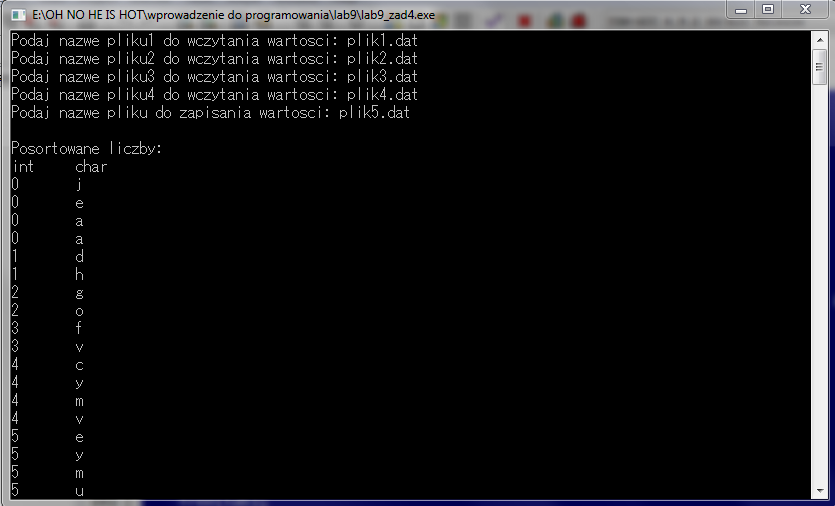 E:\OH NO HE IS HOT\wprowadzenie do programowania\lab9\lab9_zad4.exe
Podaj nazwe pliku1 do wczytania wartosci: plik1.dat
Podaj nazwe pliku2 do wczytania wartosci: plik2.dat
Podaj nazwe pliku3 do wczytania wartosci: plik3.dat
Podaj nazwe pliku4 do wczytania wartosci: plik4.dat
Podaj nazwe pliku do zapisania wartosci: plik5.dat
Posortowane liczby:
int char
0 j
0 e
0 a
0 a
1 d
1 h
2 g
2 o
3 f
3 v
4 c
4 y
4 m
4 v
5 e
5 y
5 m
5 u